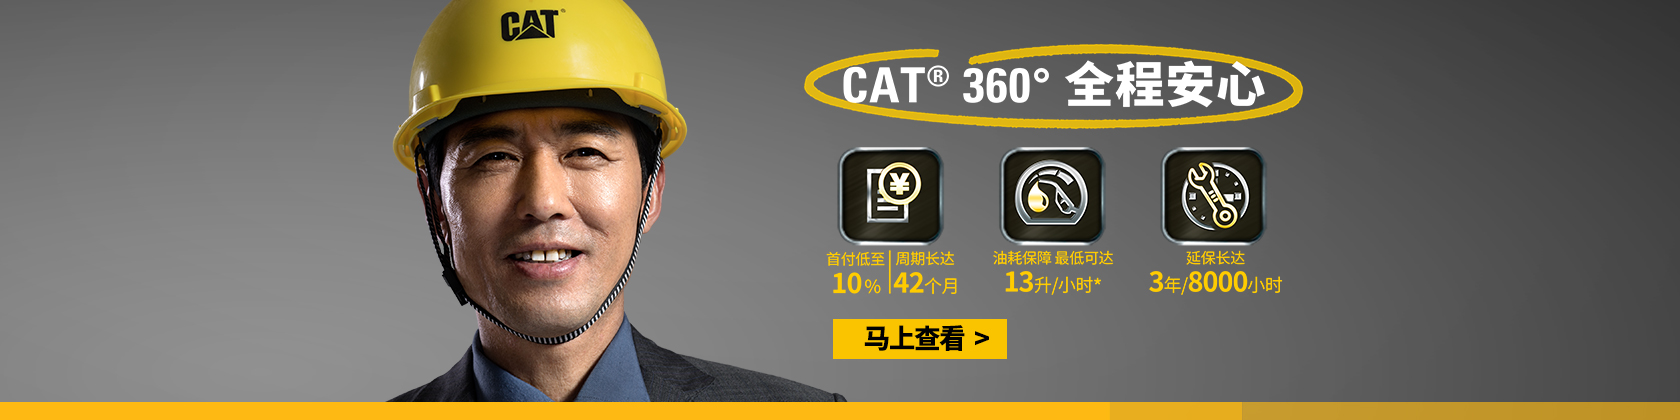 CAT®
CAT® 360° 全程安心
¥
首付低至 周期长达
10% 42个月
油耗保障 最低可达
13升/小时*
延保长达
3年/8000小时
马上查看 >